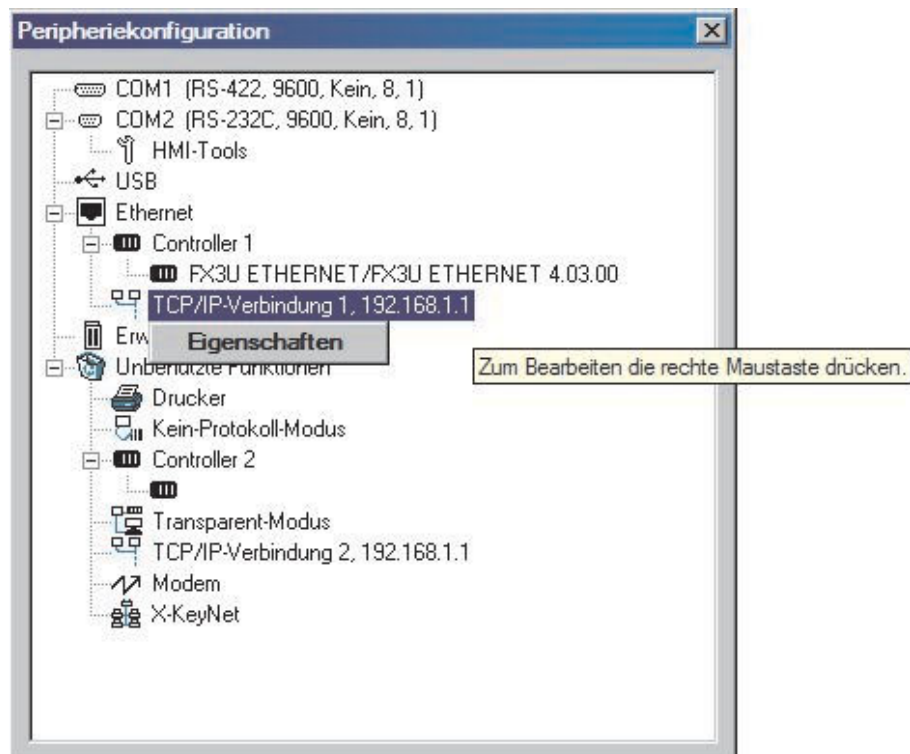 Peripheriekonfiguration
COM1 (RS-422, 9600, Kein, 8, 1)
COM2 (RS-232C, 9600, Kein, 8, 1)
HMI-Tools
USB
Ethernet
Controller 1
FX3U ETHERNET/FX3U ETHERNET 4.03.00
TCP/IP-Verbindung 1, 192.168.1.1
Eigenschaften
Zum Bearbeiten die rechte Maustaste drücken.
Unbenutzte Funktionen
Drucker
Kein-Protokoll-Modus
Controller 2
Transparent-Modus
TCP/IP-Verbindung 2, 192.168.1.1
Modem
X-KeyNet